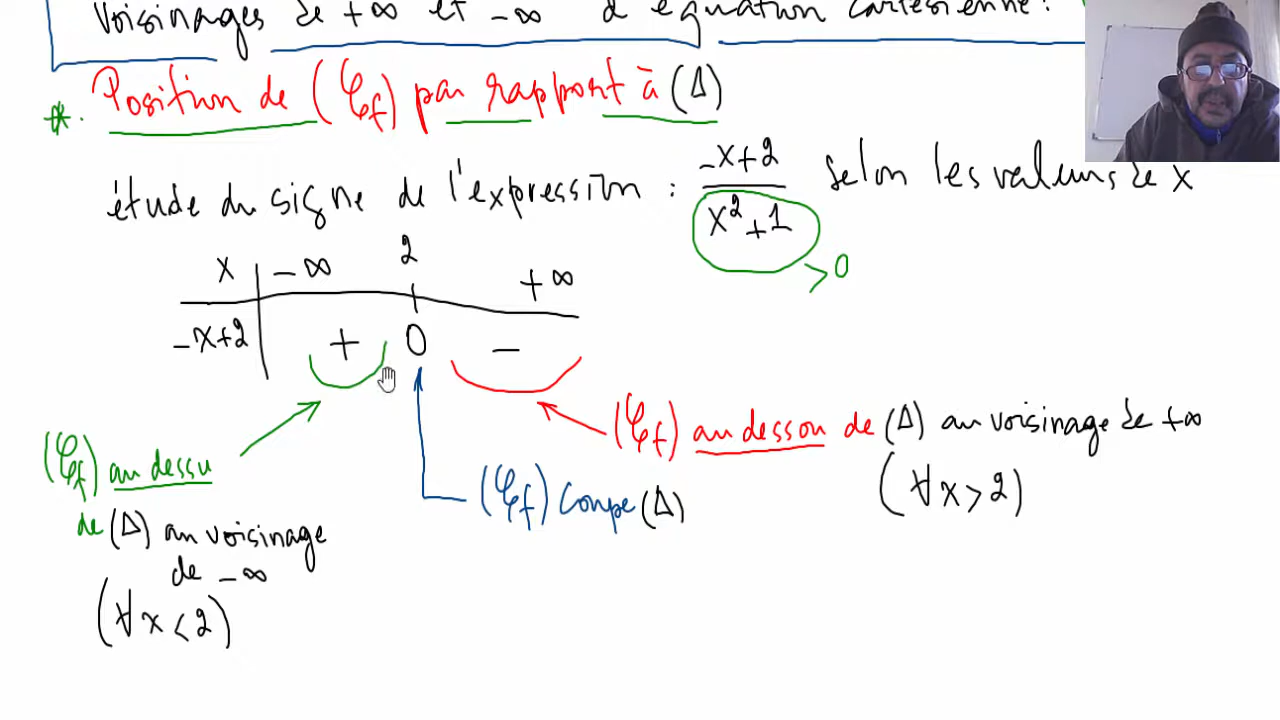 voisinages de +∞ et -∞ d'équation cartésienne :
*. Position de (𝒞f) par rapport à (Δ)
étude du signe de l'expression : (-x+2)/(x²+1) selon les valeurs de x
>0
x | -∞ 2 +∞
-x+2 | + 0 -
(𝒞f) au dessou de (Δ) au voisinage de +∞
(∀x>2)
(𝒞f) au dessu
de (Δ) au voisinage
de -∞
(∀x<2)
(𝒞f) Coupe (Δ)